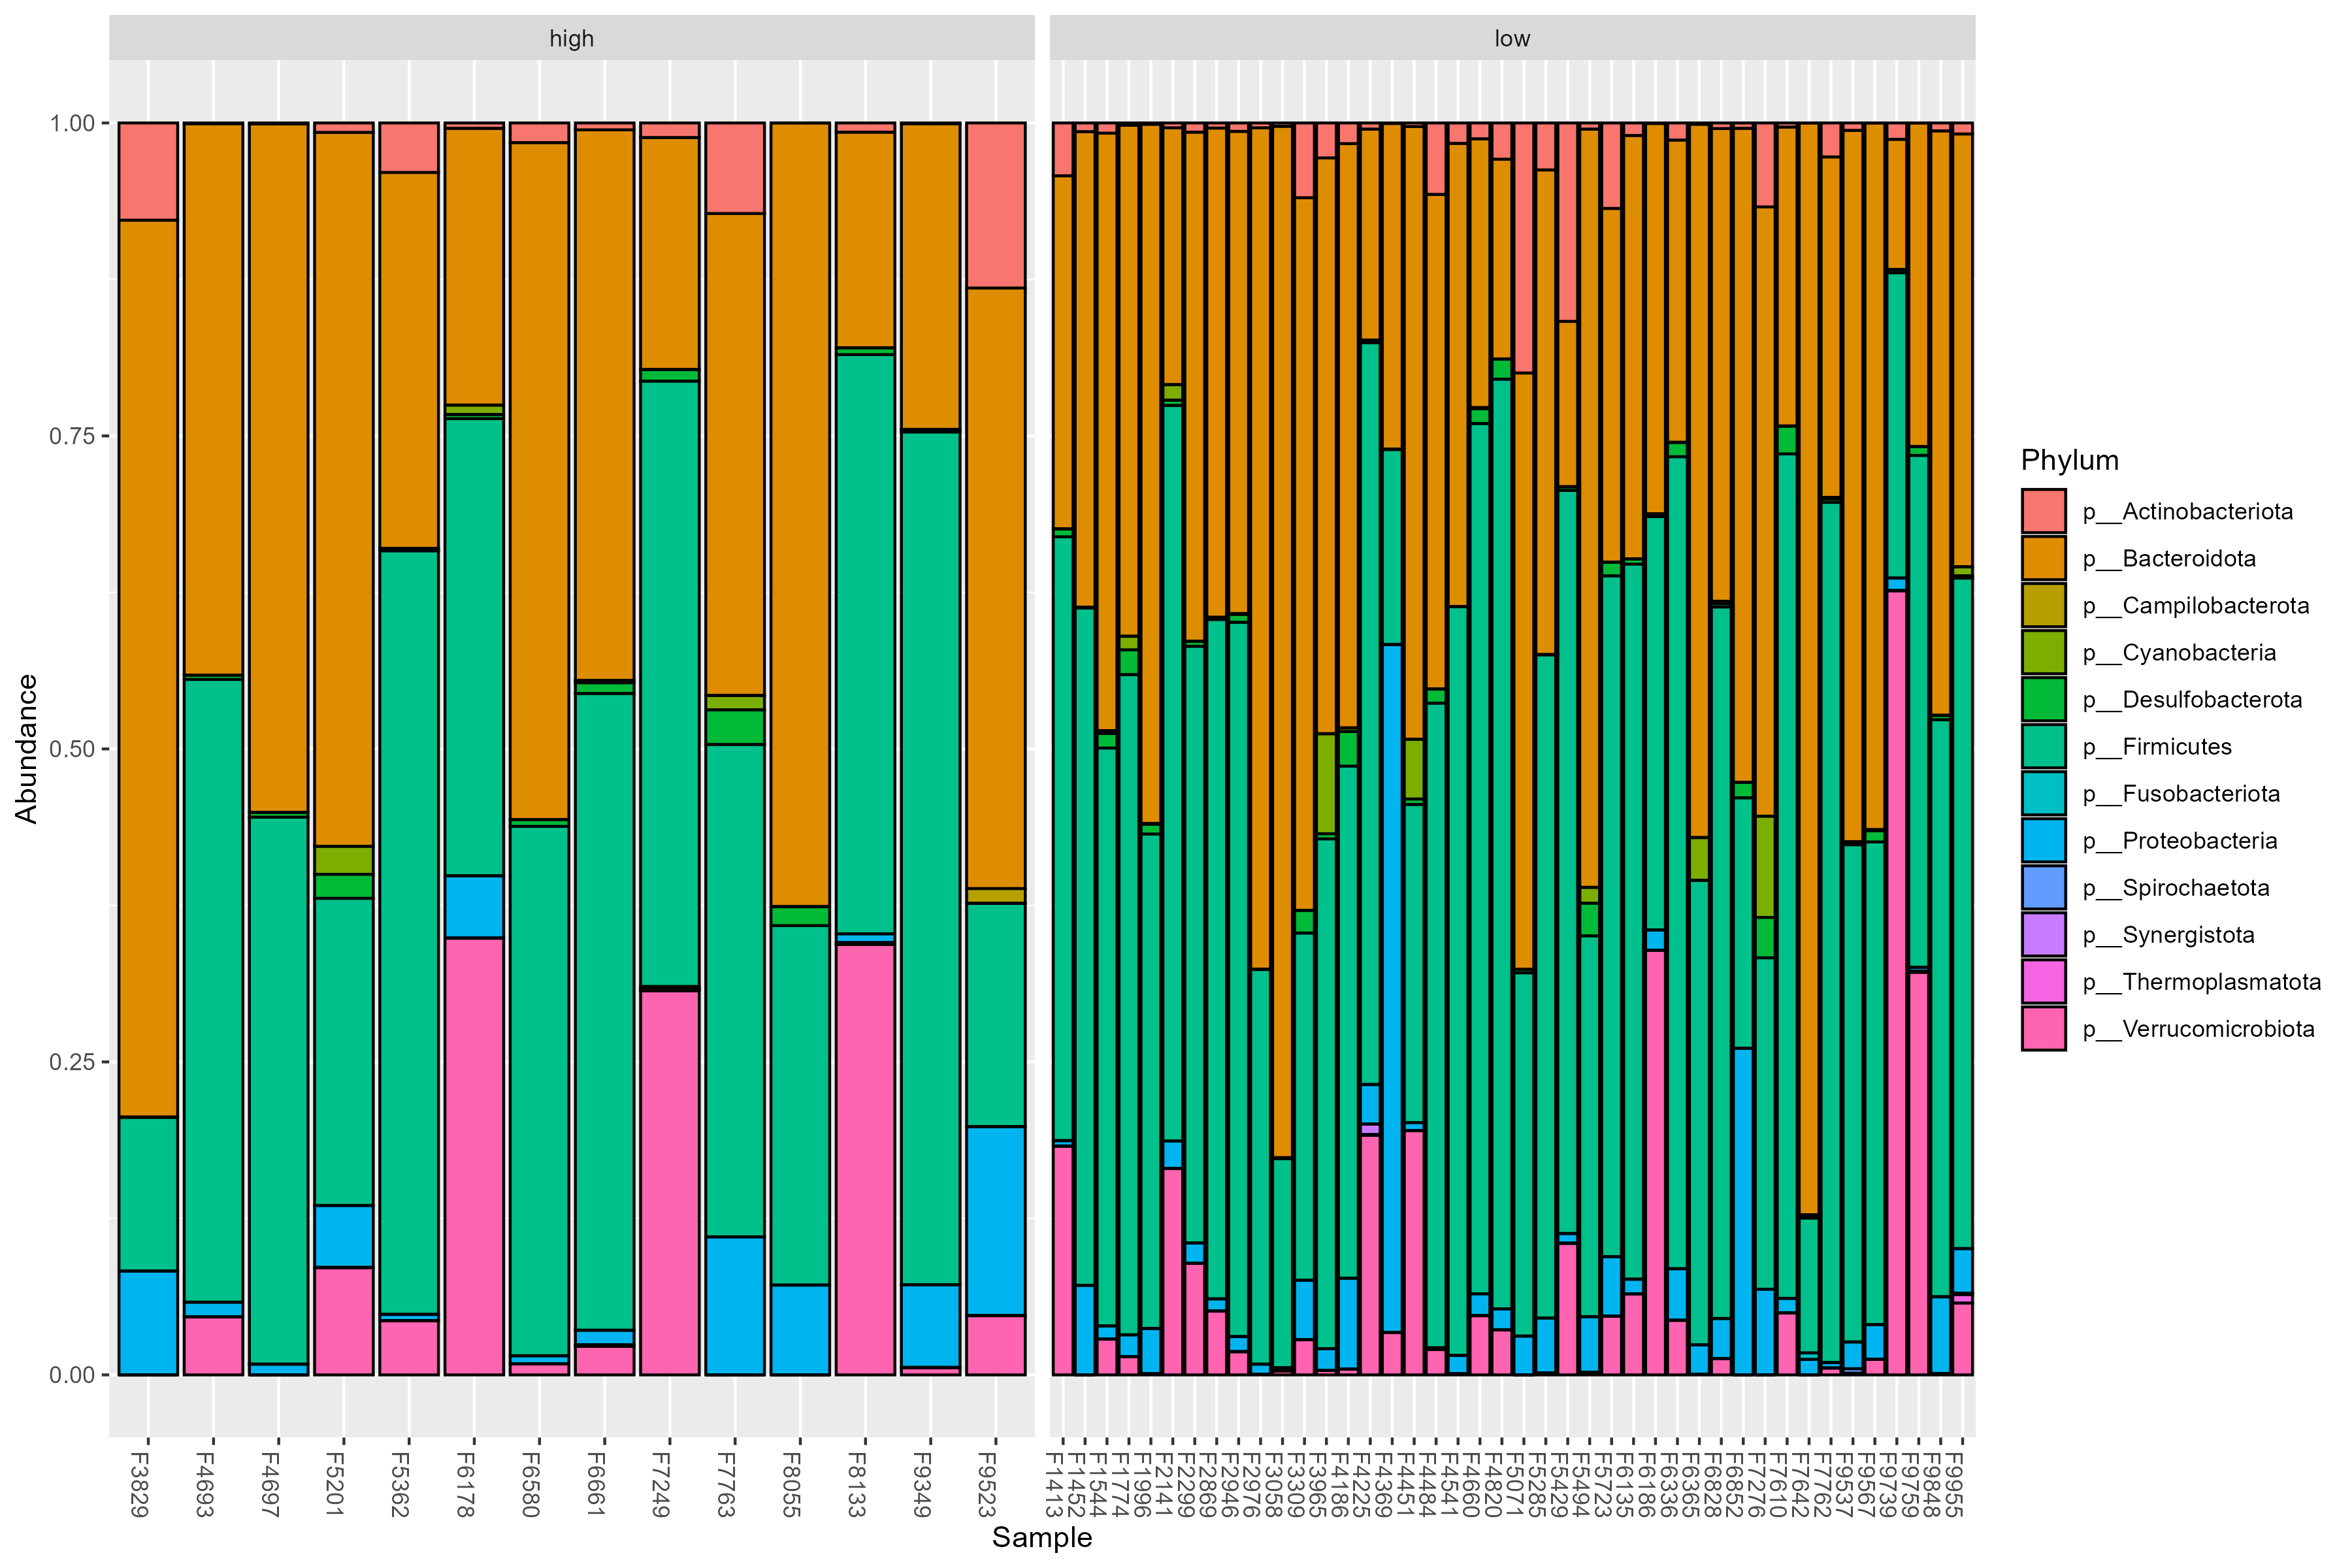 high
low
1.00
0.75
0.50
0.25
0.00
Abundance
F3829
F4693
F4697
F5201
F5362
F6178
F6580
F6661
F7249
F7763
F8055
F8133
F9349
F9523
F1413
F1452
F1544
F1774
F1996
F2141
F2299
F2869
F2946
F2976
F3058
F3309
F3965
F4186
F4225
F4369
F4451
F4484
F4541
F4660
F4820
F5071
F5285
F5429
F5494
F5723
F6135
F6186
F6336
F6365
F6828
F6852
F7276
F7610
F7642
F7762
F9537
F9567
F9739
F9759
F9848
F9955
Sample
Phylum
p__Actinobacteriota
p__Bacteroidota
p__Campilobacterota
p__Cyanobacteria
p__Desulfobacterota
p__Firmicutes
p__Fusobacteriota
p__Proteobacteria
p__Spirochaetota
p__Synergistota
p__Thermoplasmatota
p__Verrucomicrobiota